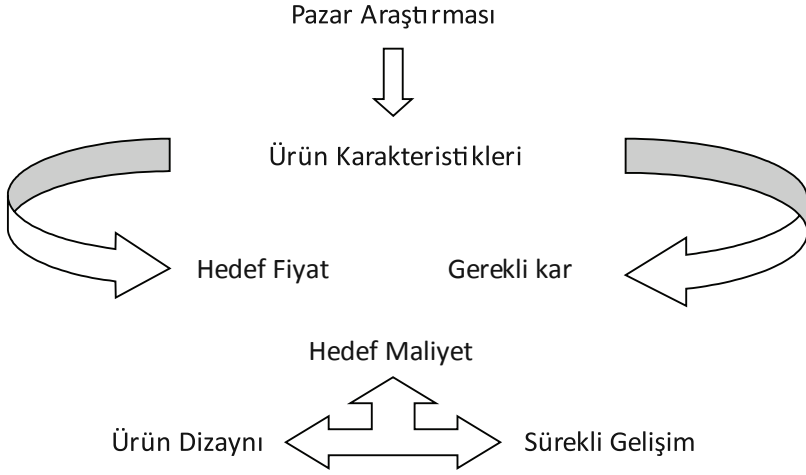 Pazar Araştırması
Ürün Karakteristikleri
Hedef Fiyat
Gerekli kar
Hedef Maliyet
Ürün Dizaynı
Sürekli Gelişim